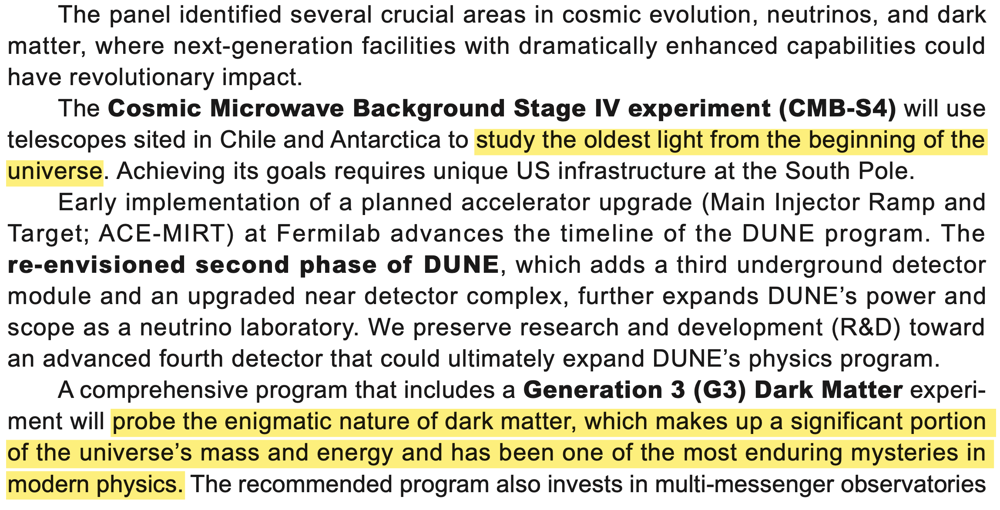 The panel identified several crucial areas in cosmic evolution, neutrinos, and dark
matter, where next-generation facilities with dramatically enhanced capabilities could
have revolutionary impact.
The Cosmic Microwave Background Stage IV experiment (CMB-S4) will use
telescopes sited in Chile and Antarctica to study the oldest light from the beginning of the
universe. Achieving its goals requires unique US infrastructure at the South Pole.
Early implementation of a planned accelerator upgrade (Main Injector Ramp and
Target; ACE-MIRT) at Fermilab advances the timeline of the DUNE program. The
re-envisioned second phase of DUNE, which adds a third underground detector
module and an upgraded near detector complex, further expands DUNE’s power and
scope as a neutrino laboratory. We preserve research and development (R&D) toward
an advanced fourth detector that could ultimately expand DUNE’s physics program.
A comprehensive program that includes a Generation 3 (G3) Dark Matter experi-
ment will probe the enigmatic nature of dark matter, which makes up a significant portion
of the universe’s mass and energy and has been one of the most enduring mysteries in
modern physics. The recommended program also invests in multi-messenger observatories